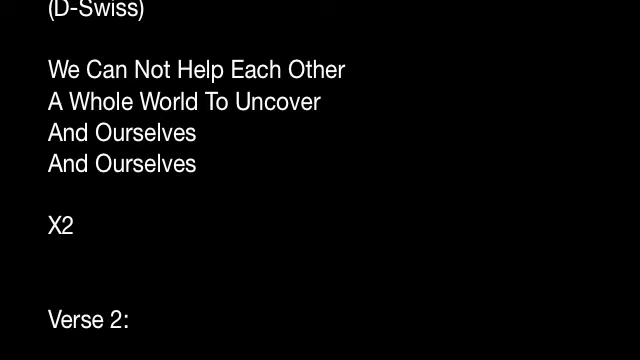 (D-Swiss)
We Can Not Help Each Other
A Whole World To Uncover
And Ourselves
And Ourselves
X2
Verse 2: